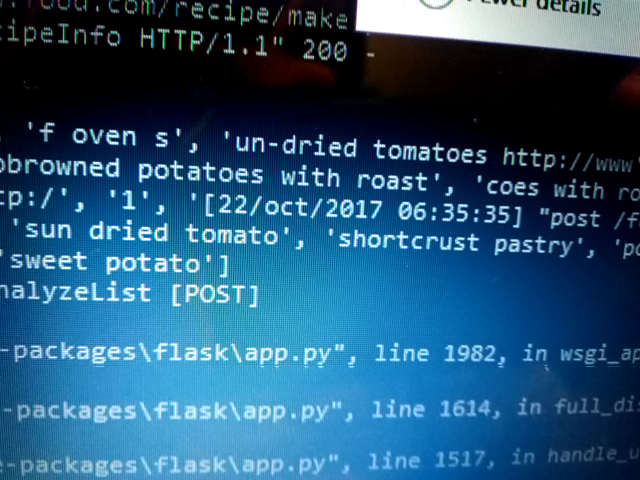 .food.com/recipe/make
Fewer details
cipeInfo HTTP/1.1" 200 -
, 'f oven s', 'un-dried tomatoes http://www
obrowned potatoes with roast', 'coes with ro
tp:/', '1', '[22/oct/2017 06:35:35] "post /f
'sun dried tomato', 'shortcrust pastry', 'po
'sweet potato']
nalyzeList [POST]
-packages\flask\app.py", line 1982, in wsgi_ap
-packages\flask\app.py", line 1614, in full_dis
e-packages\flask\app.py", line 1517, in handle_u